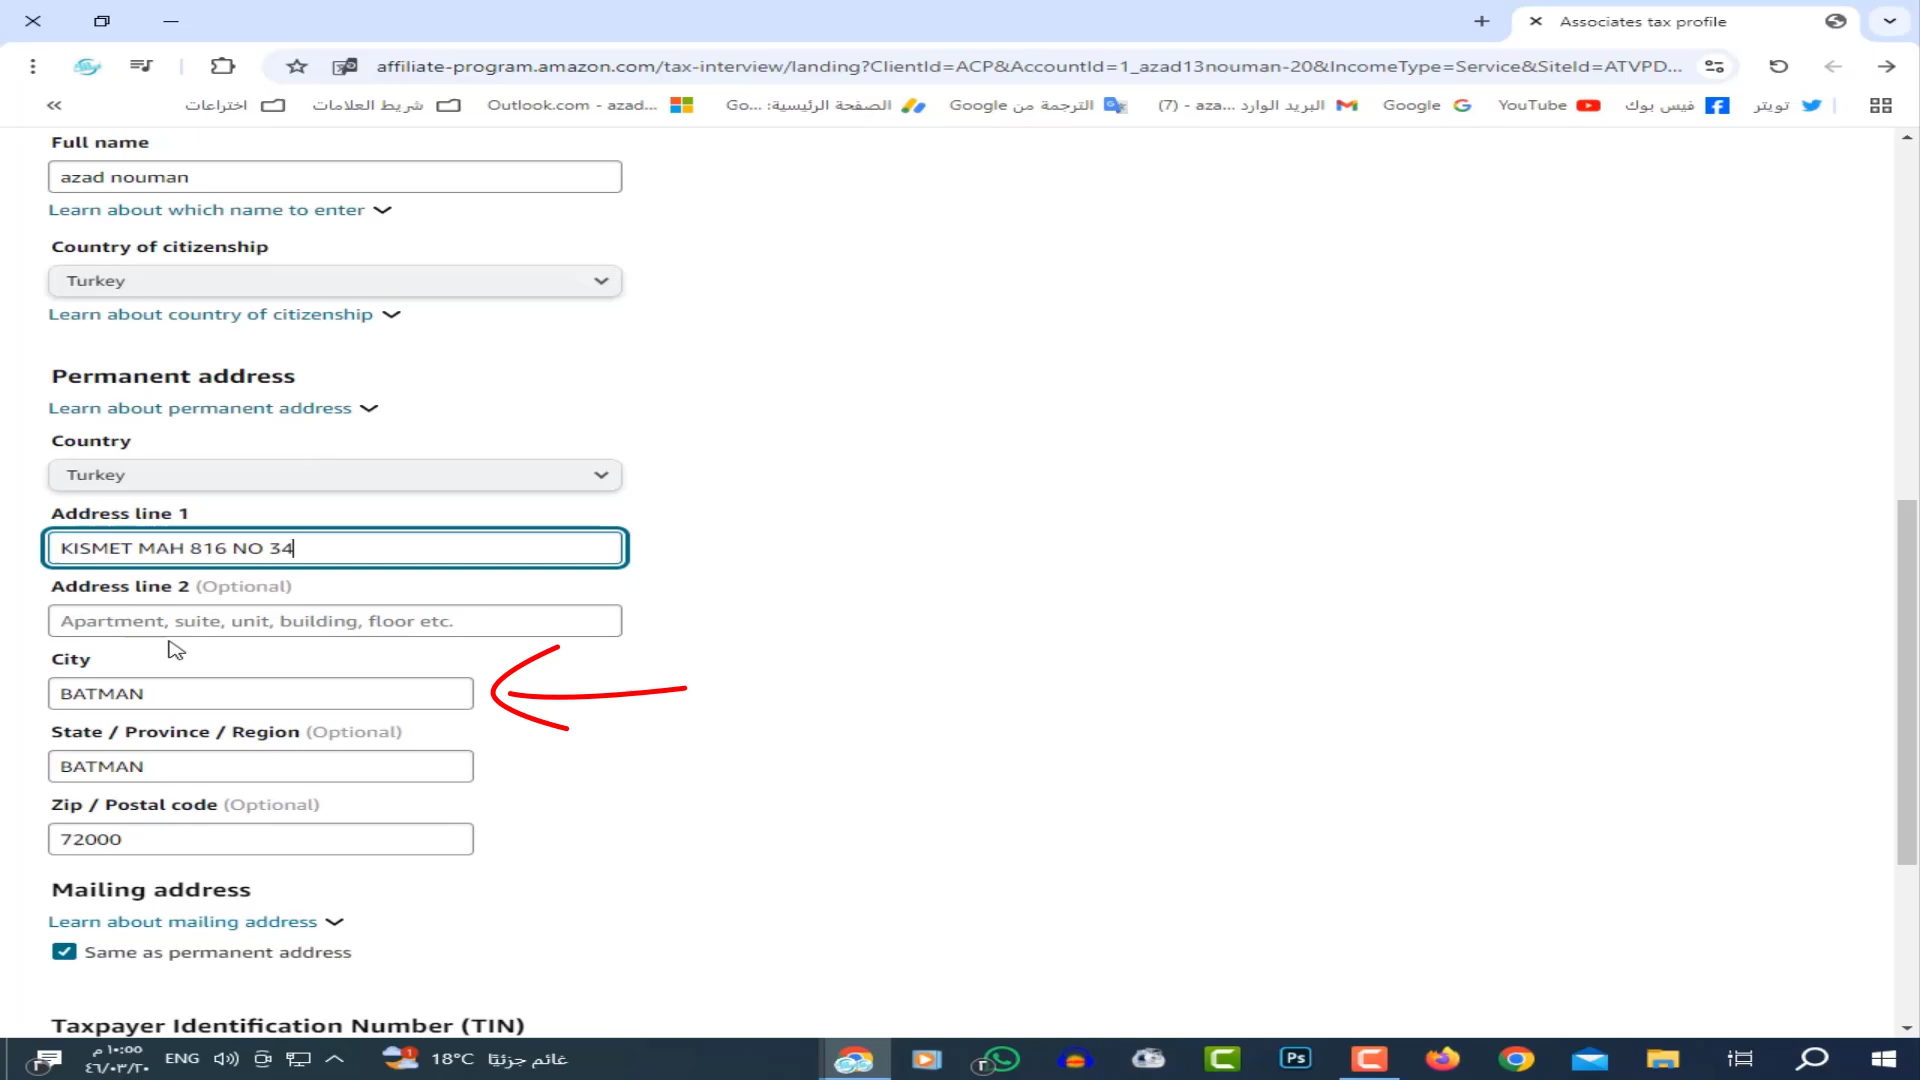 Associates tax profile
affiliate-program.amazon.com/tax-interview/landing?ClientId=ACP&AccountId=1_azad13nouman-20&IncomeType=Service&SiteId=ATVPD...
اختراعات
شريط العلامات
Outlook.com - azad...
الصفحة الرئيسية: ...Go
الترجمة من Google
البريد الوارد (7) - aza...
Google
YouTube
فيس بوك
تويتر
Full name
azad nouman
Learn about which name to enter
Country of citizenship
Turkey
Learn about country of citizenship
Permanent address
Learn about permanent address
Country
Turkey
Address line 1
KISMET MAH 816 NO 34
Address line 2 (Optional)
Apartment, suite, unit, building, floor etc.
City
BATMAN
State / Province / Region (Optional)
BATMAN
Zip / Postal code (Optional)
72000
Mailing address
Learn about mailing address
Same as permanent address
Taxpayer Identification Number (TIN)
١٠:٥٥ م
ENG
18°C غائم جزئيًا
Ps